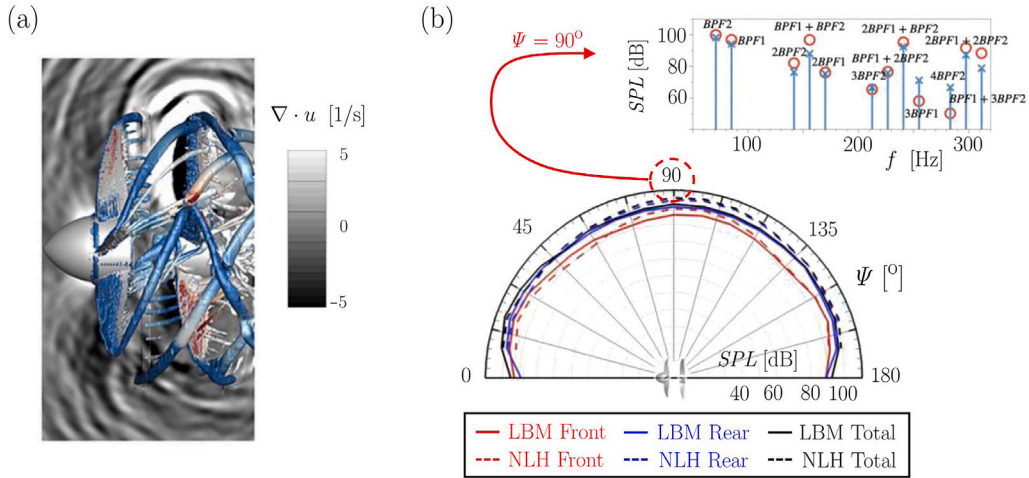 (a)
∇ · u [1/s]
5
0
–5
(b)
Ψ = 90°
SPL [dB]
100
80
60
BPF2
BPF1
2BPF2
BPF1 + BPF2
2BPF1
3BPF2
BPF1 + 2BPF2
2BPF1 + BPF2
3BPF1
4BPF2
2BPF1 + 2BPF2
BPF1 + 3BPF2
100
200
300
f [Hz]
90
45
135
Ψ [°]
0
180
SPL [dB]
40 60 80 100
LBM Front LBM Rear LBM Total
NLH Front NLH Rear NLH Total